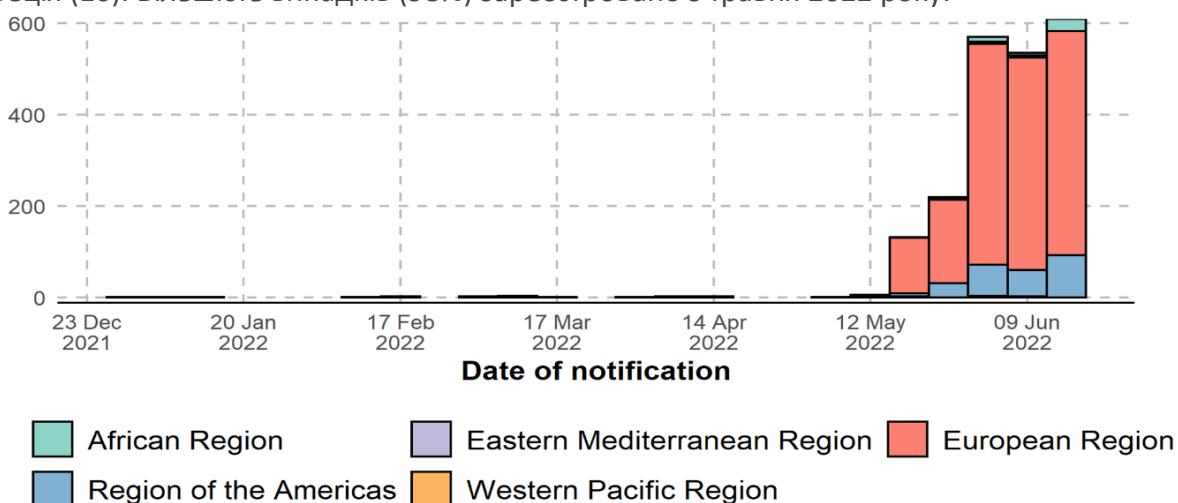 600
400
200
0
23 Dec 2021
20 Jan 2022
17 Feb 2022
17 Mar 2022
14 Apr 2022
12 May 2022
09 Jun 2022
Date of notification
African Region
Eastern Mediterranean Region
European Region
Region of the Americas
Western Pacific Region